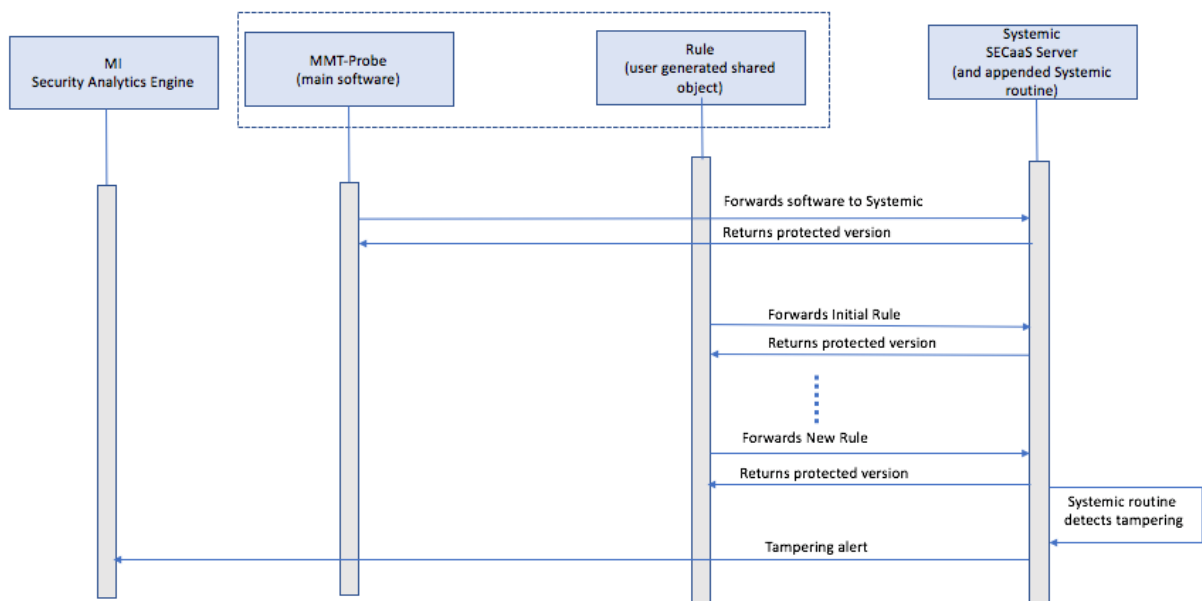 MI
Security Analytics Engine
MMT-Probe
(main software)
Rule
(user generated shared
object)
Systemic
SECaaS Server
(and appended Systemic
routine)
Forwards software to Systemic
Returns protected version
Forwards Initial Rule
Returns protected version
Forwards New Rule
Returns protected version
Systemic routine
detects tampering
Tampering alert